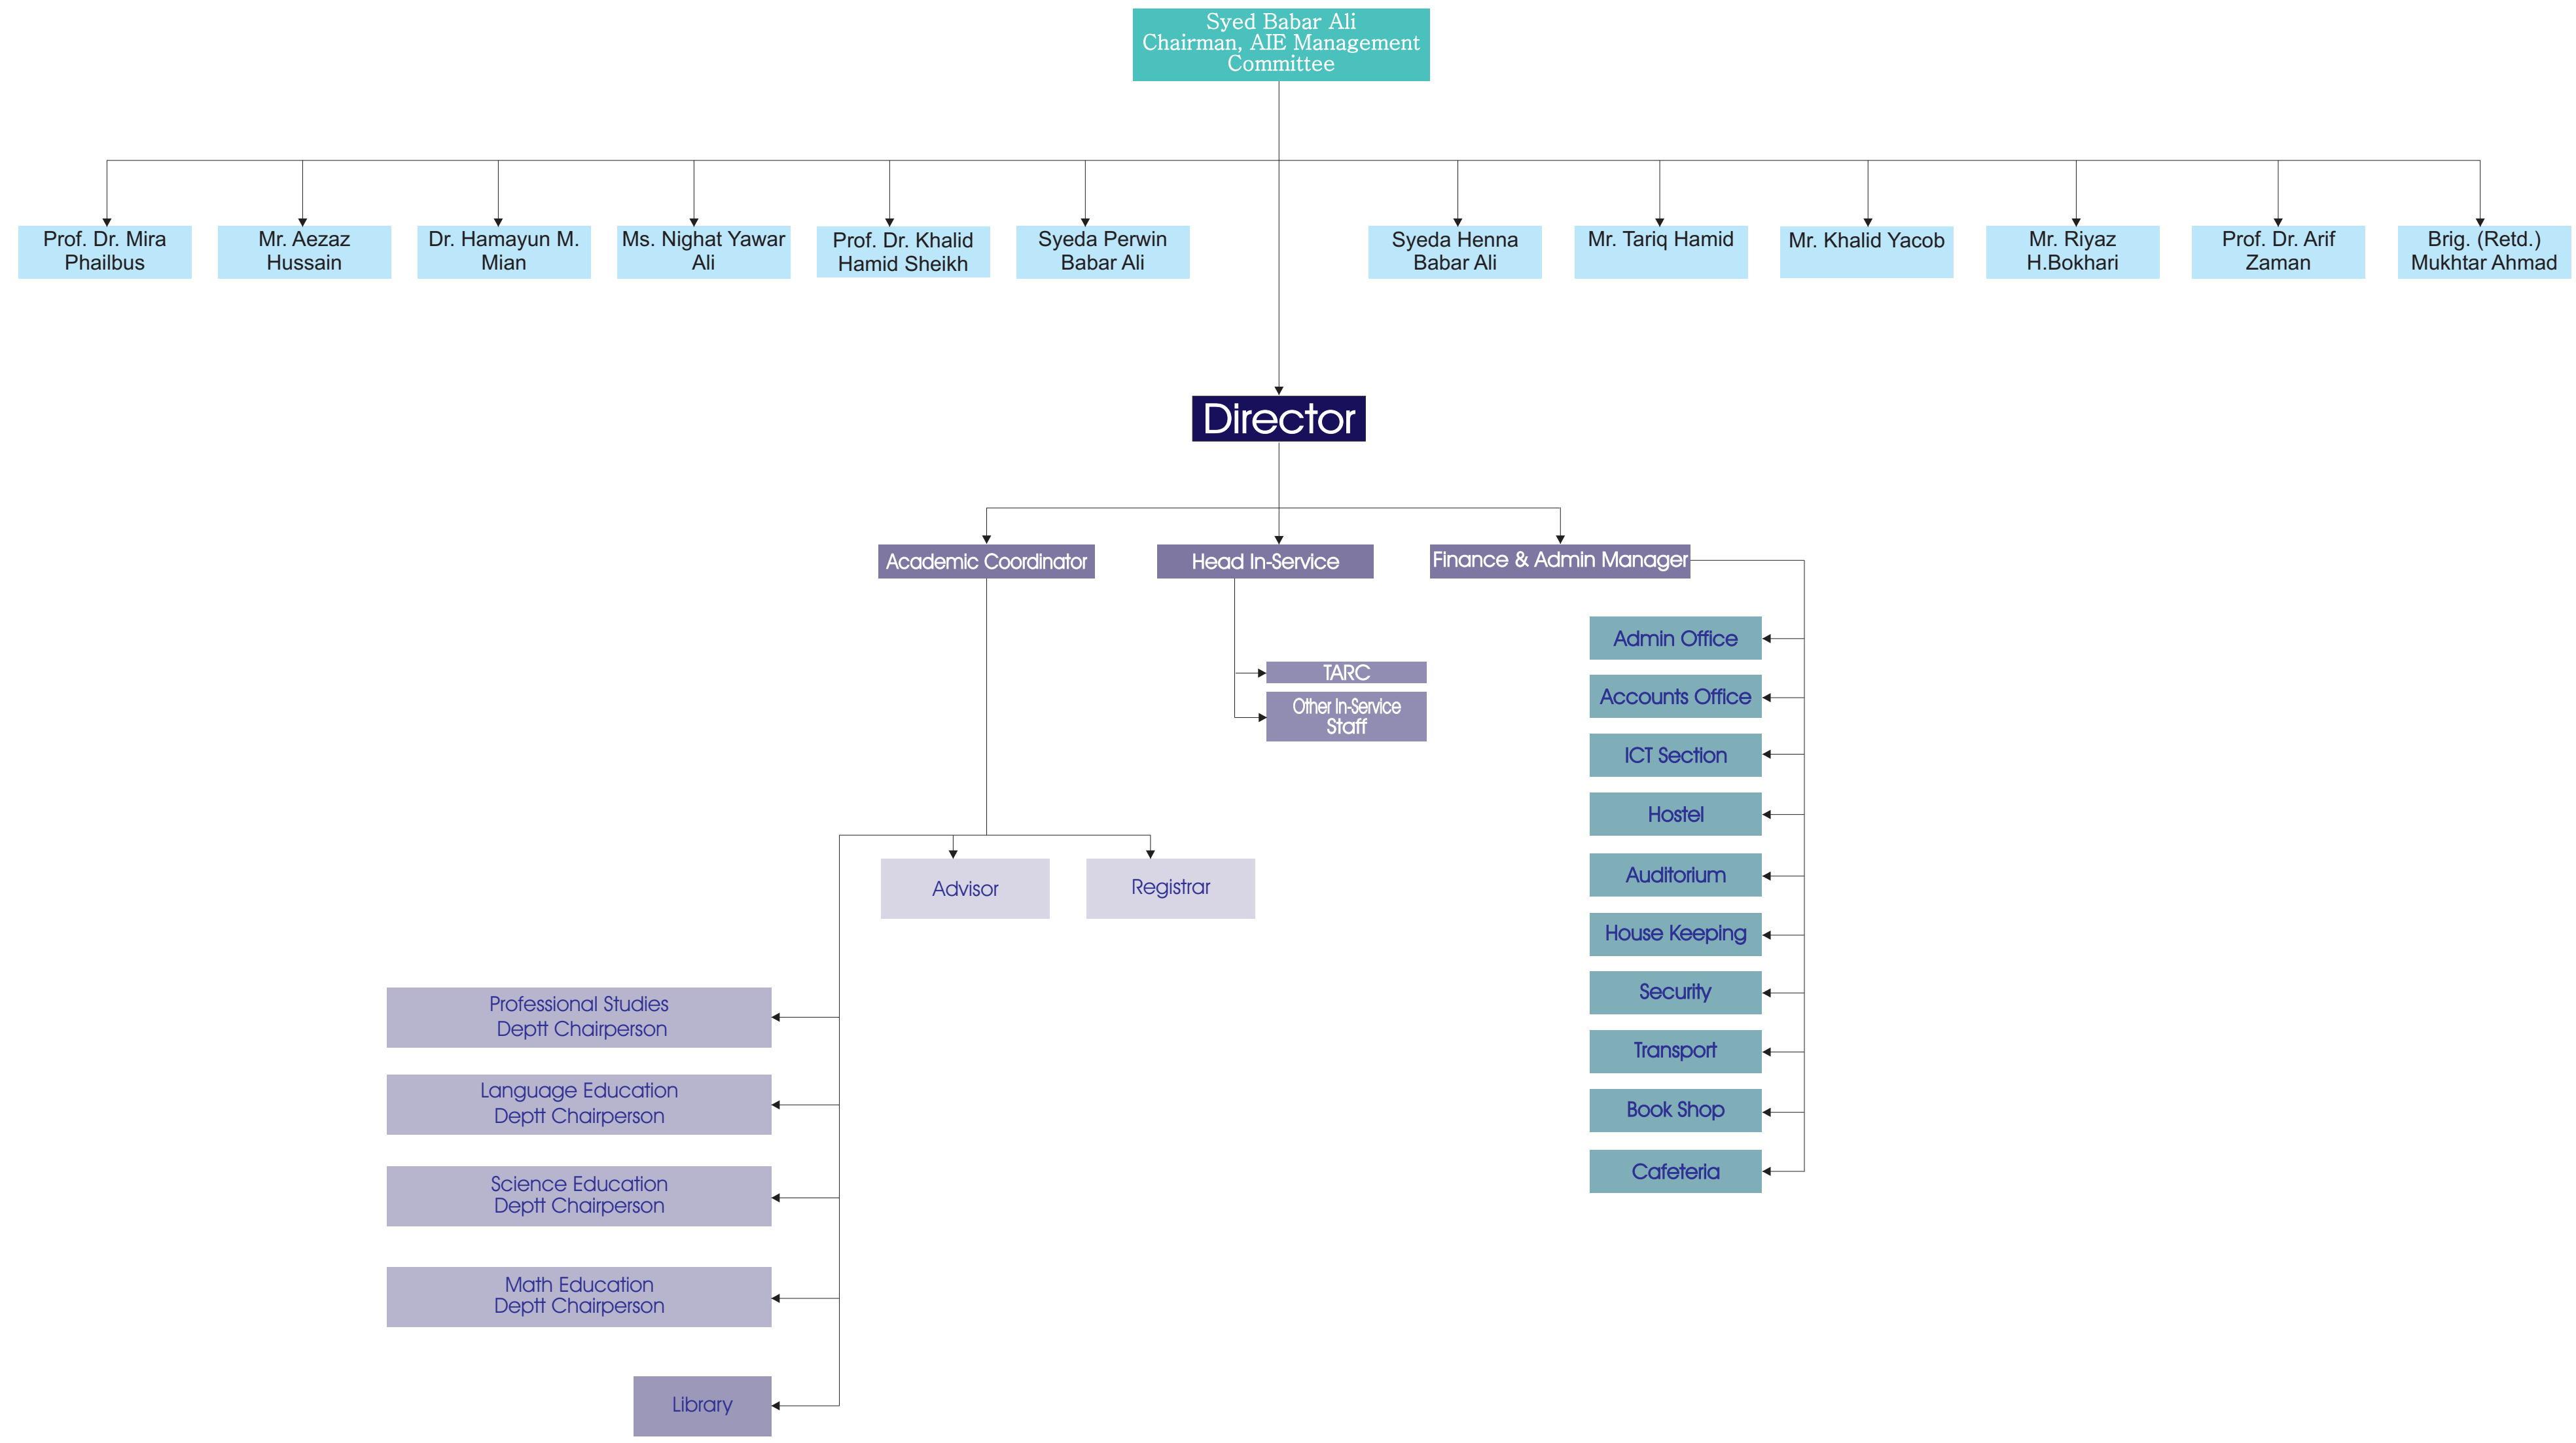 Syed Babar Ali
Chairman, AIE Management
Committee
Prof. Dr. Mira
Phailbus
Mr. Aezaz
Hussain
Dr. Hamayun M.
Mian
Ms. Nighat Yawar
Ali
Prof. Dr. Khalid
Hamid Sheikh
Syeda Perwin
Babar Ali
Syeda Henna
Babar Ali
Mr. Tariq Hamid
Mr. Khalid Yacob
Mr. Riyaz
H.Bokhari
Prof. Dr. Arif
Zaman
Brig. (Retd.)
Mukhtar Ahmad
Director
Academic Coordinator
Head In-Service
Finance & Admin Manager
TARC
Other In-Service
Staff
Admin Office
Accounts Office
ICT Section
Hostel
Auditorium
House Keeping
Security
Transport
Book Shop
Cafeteria
Advisor
Registrar
Professional Studies
Deptt Chairperson
Language Education
Deptt Chairperson
Science Education
Deptt Chairperson
Math Education
Deptt Chairperson
Library